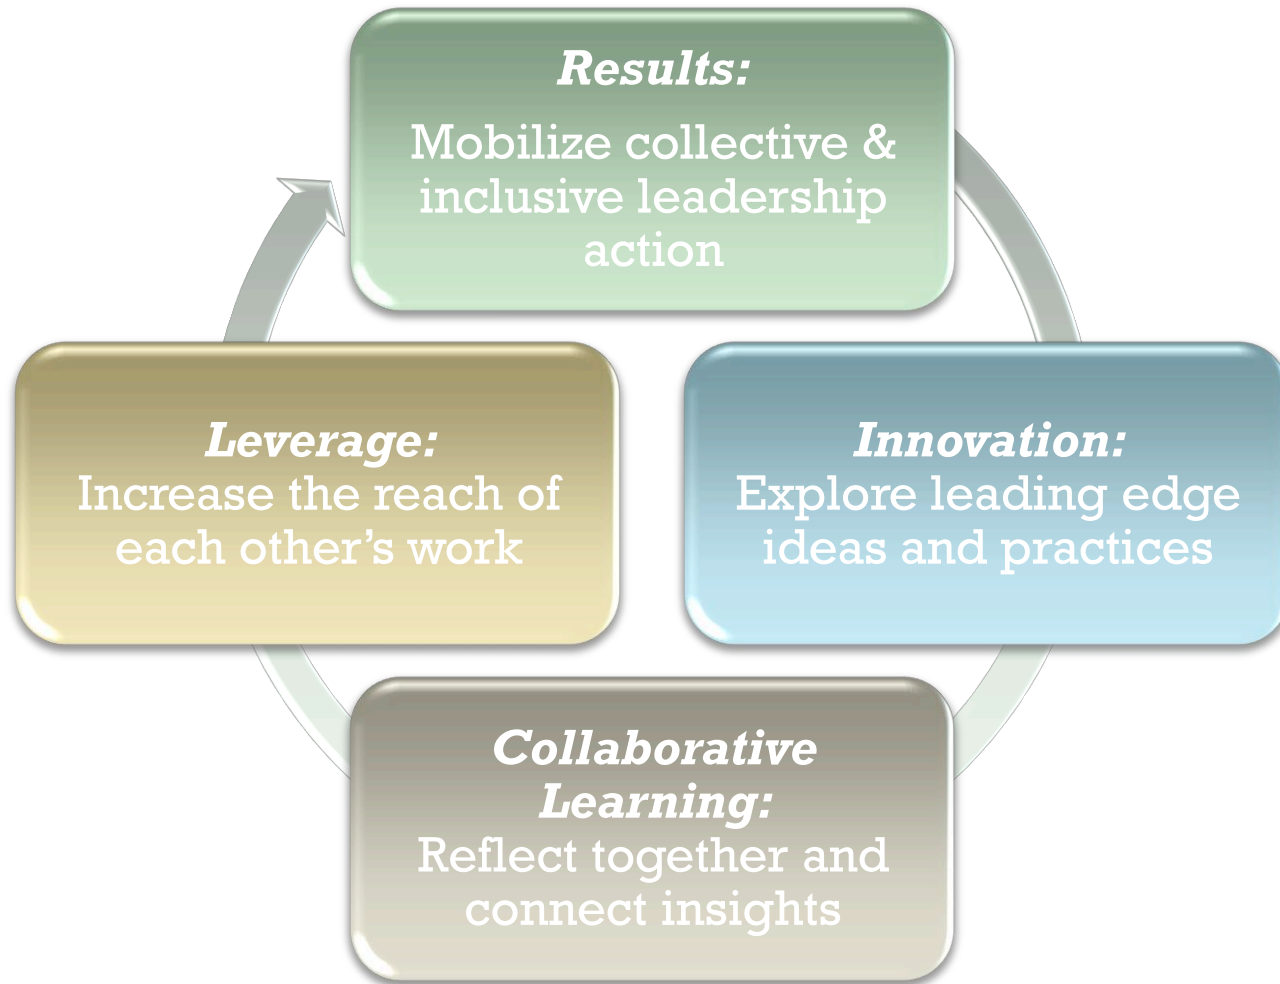 Results:
Mobilize collective &
inclusive leadership
action
Leverage:
Increase the reach of
each other’s work
Innovation:
Explore leading edge
ideas and practices
Collaborative
Learning:
Reflect together and
connect insights